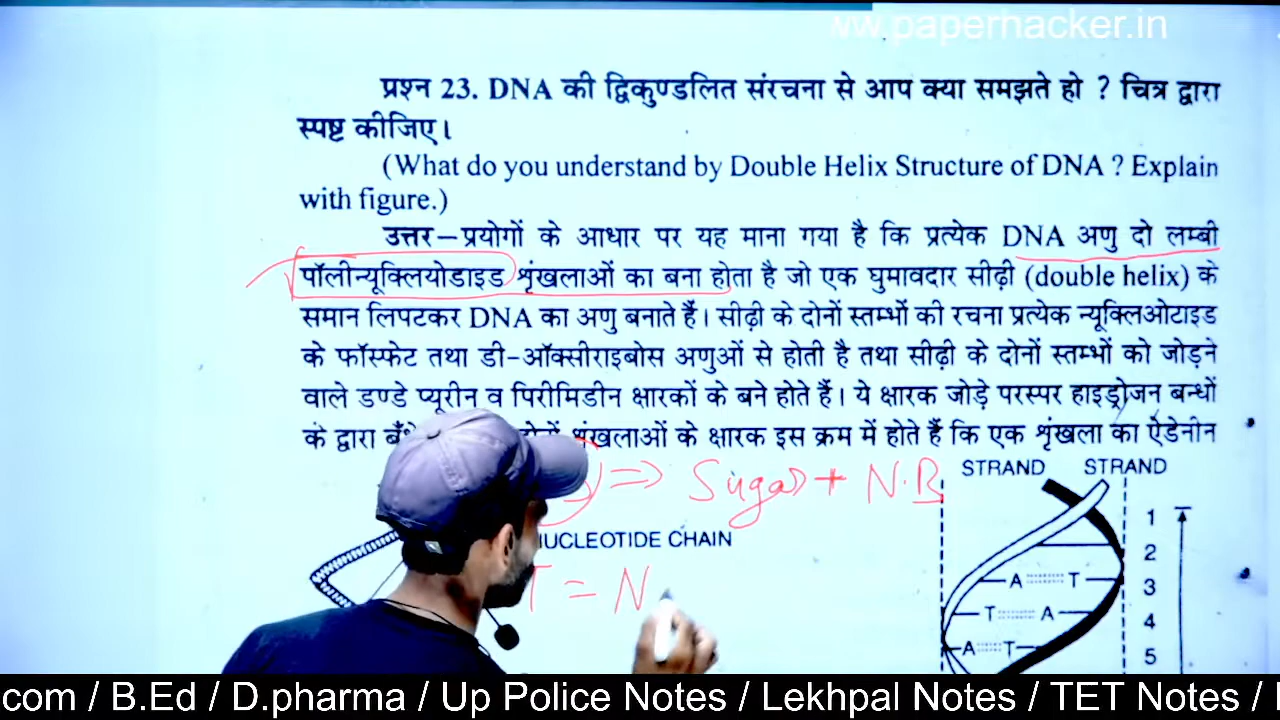 www.paperhacker.in
प्रश्न 23. DNA की द्विकुण्डलित संरचना से आप क्या समझते हो ? चित्र द्वारा
स्पष्ट कीजिए।
(What do you understand by Double Helix Structure of DNA ? Explain
with figure.)
उत्तर–प्रयोगों के आधार पर यह माना गया है कि प्रत्येक DNA अणु दो लम्बी
पॉलीन्यूक्लियोडाइड शृंखलाओं का बना होता है जो एक घुमावदार सीढ़ी (double helix) के
समान लिपटकर DNA का अणु बनाते हैं। सीढ़ी के दोनों स्तम्भों की रचना प्रत्येक न्यूक्लिओटाइड
के फॉस्फेट तथा डी-ऑक्सीराइबोस अणुओं से होती है तथा सीढ़ी के दोनों स्तम्भों को जोड़ने
वाले डण्डे प्यूरीन व पिरीमिडीन क्षारकों के बने होते हैं। ये क्षारक जोड़े परस्पर हाइड्रोजन बन्धों
के द्वारा शृंखलाओं के क्षारक इस क्रम में होते हैं कि एक शृंखला का ऐडेनीन
STRAND STRAND
=> Sugar + N.B
NUCLEOTIDE CHAIN
T = N
1
2
A T 3
T A 4
A T 5
com / B.Ed / D.pharma / Up Police Notes / Lekhpal Notes / TET Notes /